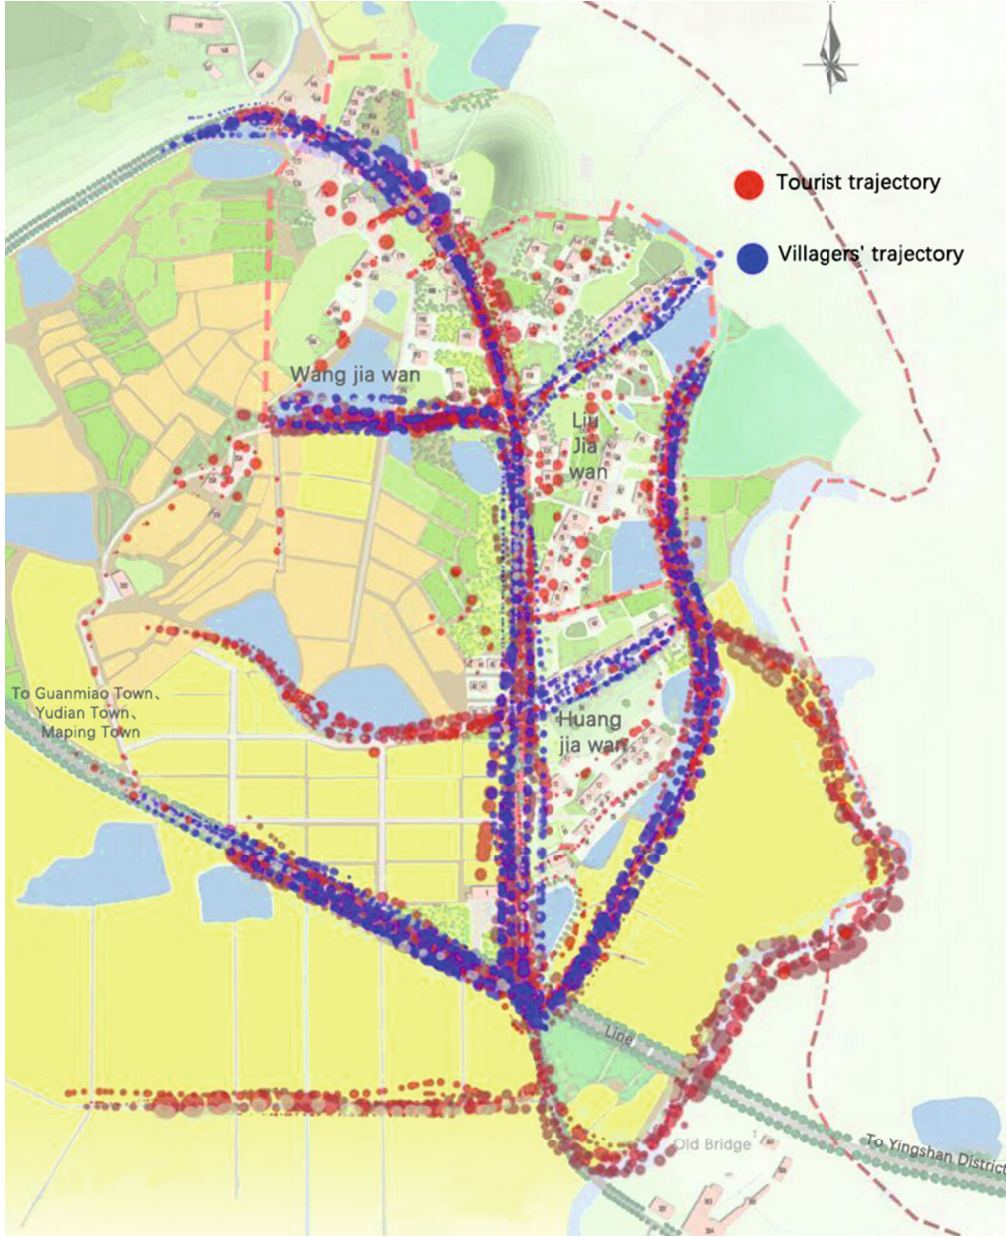 Tourist trajectory
Villagers' trajectory
Wang jia wan
Liu
Jia
wan
To Guanmiao Town、
Yudian Town、
Maping Town
Huang
jia wan
Line
Old Bridge
To Yingshan District